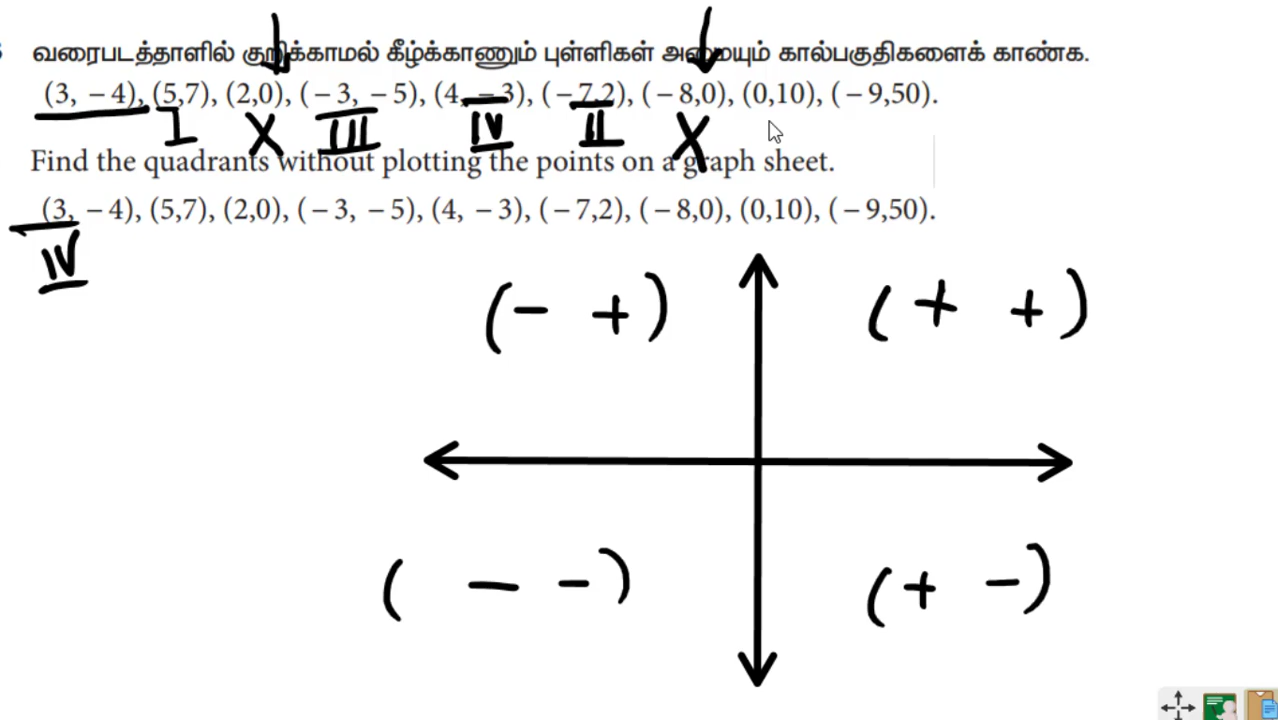 வரைபடத்தாளில் குறிக்காமல் கீழ்க்காணும் புள்ளிகள் அமையும் கால்பகுதிகளைக் காண்க.
(3, −4), (5,7), (2,0), (−3, −5), (4, −3), (−7,2), (−8,0), (0,10), (−9,50).
I X III IV II X
Find the quadrants without plotting the points on a graph sheet.
(3, −4), (5,7), (2,0), (−3, −5), (4, −3), (−7,2), (−8,0), (0,10), (−9,50).
IV
(− +) (+ +)
(− −) (+ −)